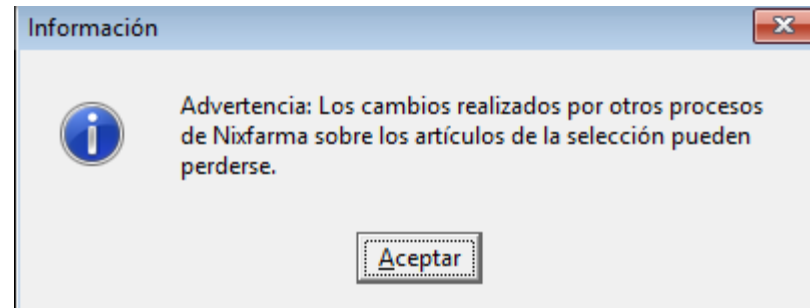 Información
Advertencia: Los cambios realizados por otros procesos
de Nixfarma sobre los artículos de la selección pueden
perderse.
Aceptar